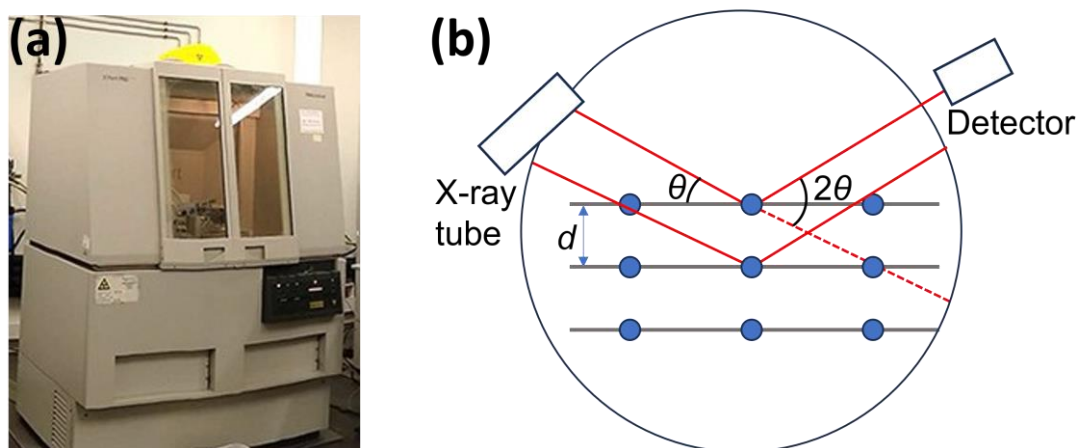 (a)
(b)
X-ray
tube
θ
2θ
d
Detector